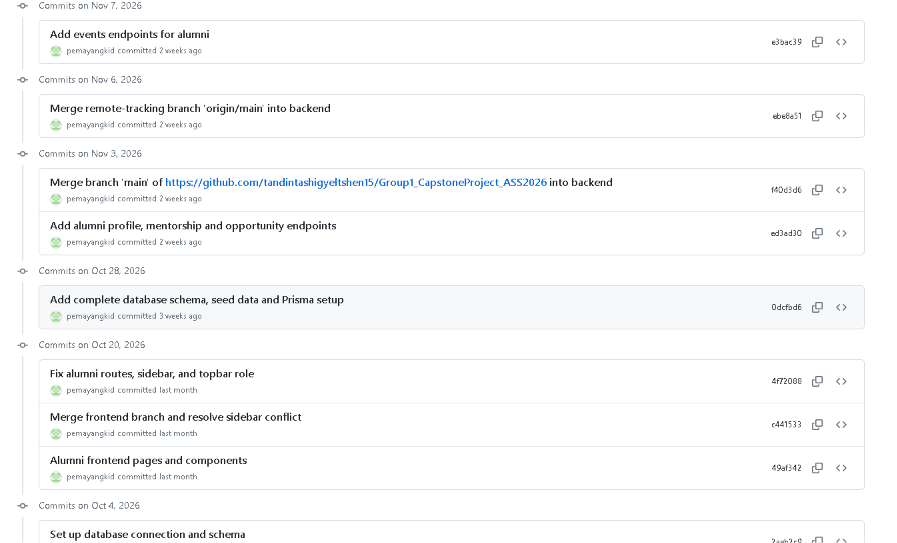 Commits on Nov 7, 2026
Add events endpoints for alumni
e3bac39
pemayangkid committed 2 weeks ago
Commits on Nov 6, 2026
Merge remote-tracking branch 'origin/main' into backend
ebe8a51
pemayangkid committed 2 weeks ago
Commits on Nov 3, 2026
Merge branch 'main' of https://github.com/tandintashigyeltshen15/Group1_CapstoneProject_ASS2026 into backend
f40d3d6
pemayangkid committed 2 weeks ago
Add alumni profile, mentorship and opportunity endpoints
ed3ad30
pemayangkid committed 2 weeks ago
Commits on Oct 28, 2026
Add complete database schema, seed data and Prisma setup
0dcfbd6
pemayangkid committed 3 weeks ago
Commits on Oct 20, 2026
Fix alumni routes, sidebar, and topbar role
4f72088
pemayangkid committed last month
Merge frontend branch and resolve sidebar conflict
c441533
pemayangkid committed last month
Alumni frontend pages and components
49af342
pemayangkid committed last month
Commits on Oct 4, 2026
Set up database connection and schema